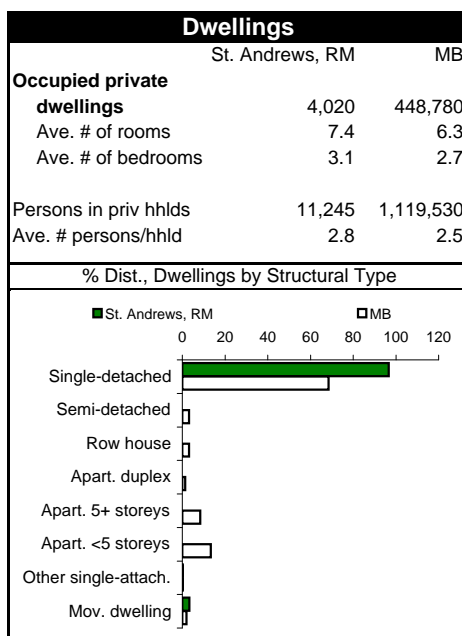 Dwellings
St. Andrews, RM MB
Occupied private
dwellings 4,020 448,780
Ave. # of rooms 7.4 6.3
Ave. # of bedrooms 3.1 2.7
Persons in priv hhlds 11,245 1,119,530
Ave. # persons/hhld 2.8 2.5
% Dist., Dwellings by Structural Type
St. Andrews, RM MB
0 20 40 60 80 100 120
Single-detached
Semi-detached
Row house
Apart. duplex
Apart. 5+ storeys
Apart. <5 storeys
Other single-attach.
Mov. dwelling